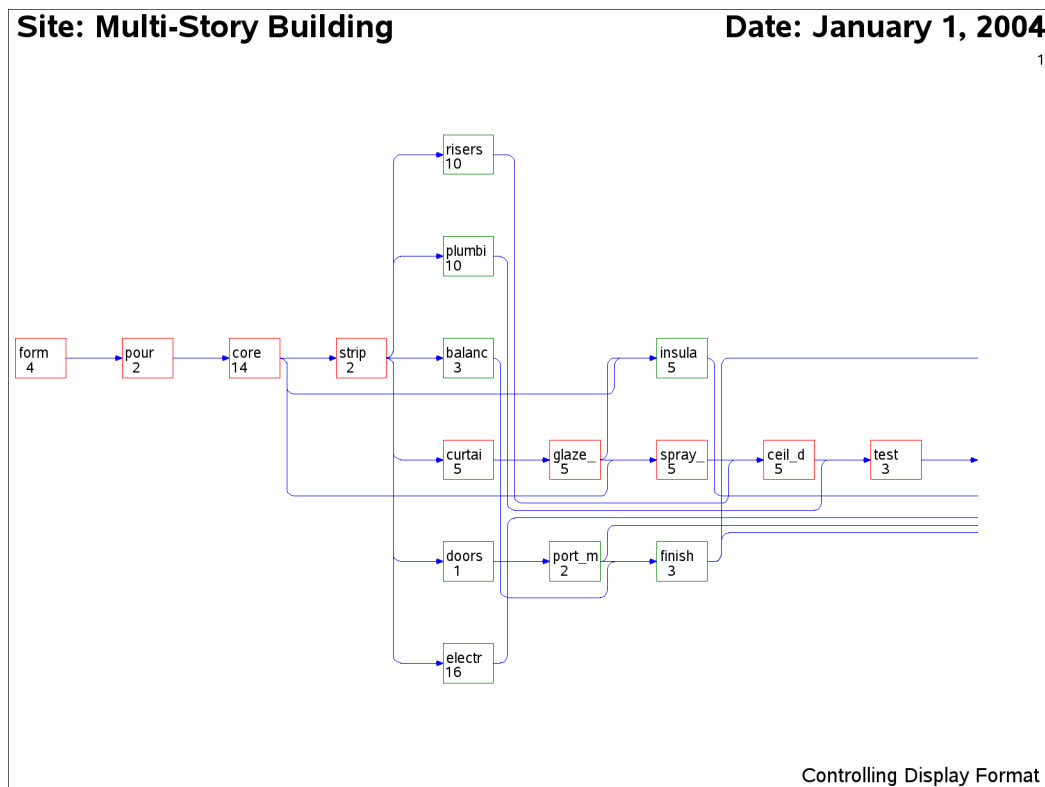 Site: Multi-Story Building
Date: January 1, 2004
1
risers
10
plumbi
10
form
4
pour
2
core
14
strip
2
balanc
3
insula
5
curtai
5
glaze_
5
spray_
5
ceil_d
5
test
3
doors
1
port_m
2
finish
3
electr
16
Controlling Display Format